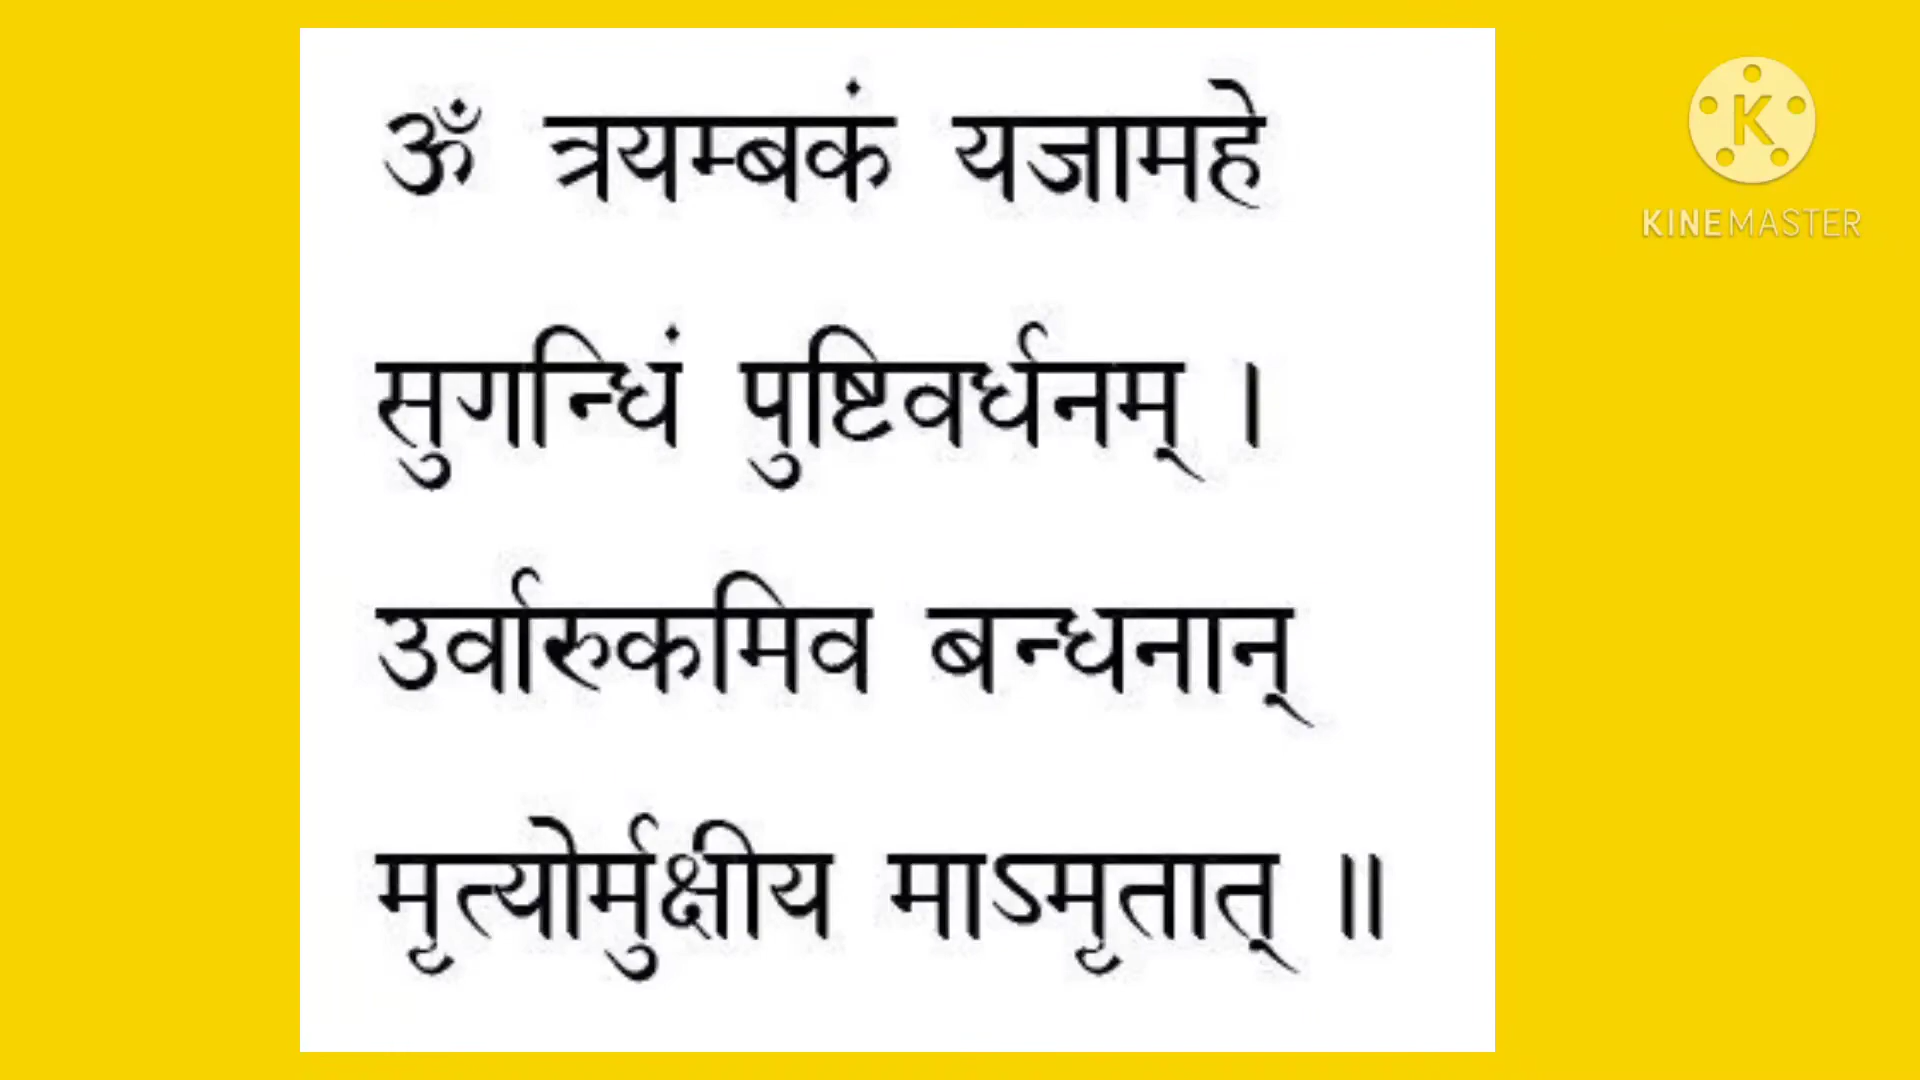 ॐ त्रयम्बकं यजामहे
सुगन्धिं पुष्टिवर्धनम् ।
उर्वारुकमिव बन्धनान्
मृत्योर्मुक्षीय माऽमृतात् ॥
K
KINEMASTER